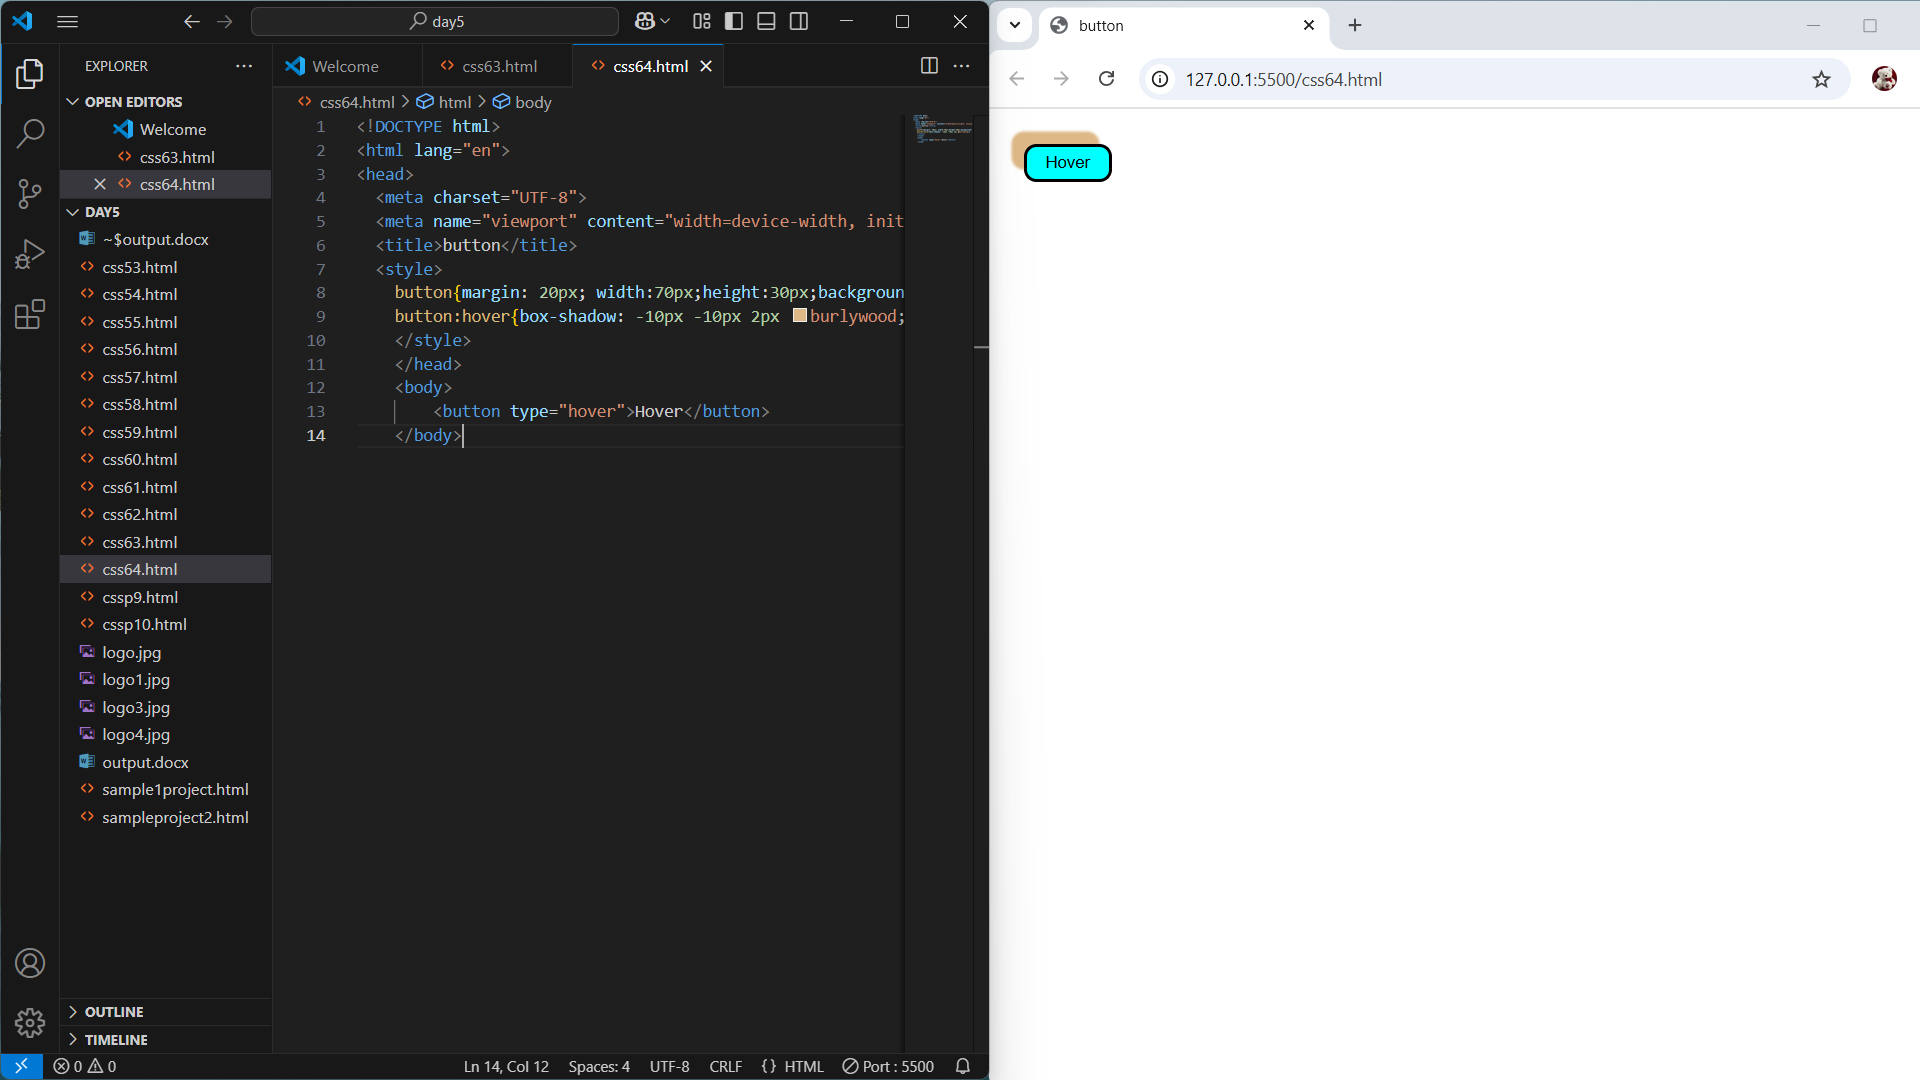 day5
EXPLORER
OPEN EDITORS
Welcome
css63.html
css64.html
DAY5
~$output.docx
css53.html
css54.html
css55.html
css56.html
css57.html
css58.html
css59.html
css60.html
css61.html
css62.html
css63.html
css64.html
cssp9.html
cssp10.html
logo.jpg
logo1.jpg
logo3.jpg
logo4.jpg
output.docx
sample1project.html
sampleproject2.html
OUTLINE
TIMELINE
Welcome css63.html css64.html
css64.html > html > body
1 <!DOCTYPE html>
2 <html lang="en">
3 <head>
4 <meta charset="UTF-8">
5 <meta name="viewport" content="width=device-width, init
6 <title>button</title>
7 <style>
8 button{margin: 20px; width:70px;height:30px;backgroun
9 button:hover{box-shadow: -10px -10px 2px burlywood;
10 </style>
11 </head>
12 <body>
13 <button type="hover">Hover</button>
14 </body>
0 0 Ln 14, Col 12 Spaces: 4 UTF-8 CRLF {} HTML Port : 5500
button
127.0.0.1:5500/css64.html
Hover